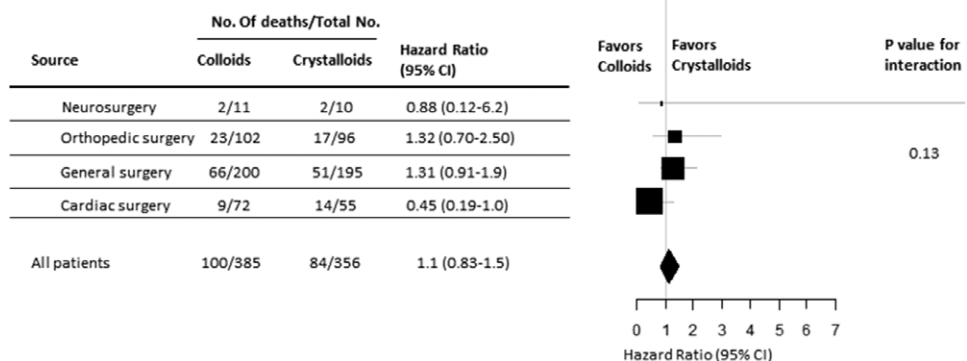 No. Of deaths/Total No.
Source Colloids Crystalloids Hazard Ratio (95% CI) Favors Colloids Favors Crystalloids P value for interaction
Neurosurgery 2/11 2/10 0.88 (0.12-6.2)
Orthopedic surgery 23/102 17/96 1.32 (0.70-2.50)
0.13
General surgery 66/200 51/195 1.31 (0.91-1.9)
Cardiac surgery 9/72 14/55 0.45 (0.19-1.0)
All patients 100/385 84/356 1.1 (0.83-1.5)
0 1 2 3 4 5 6 7
Hazard Ratio (95% CI)